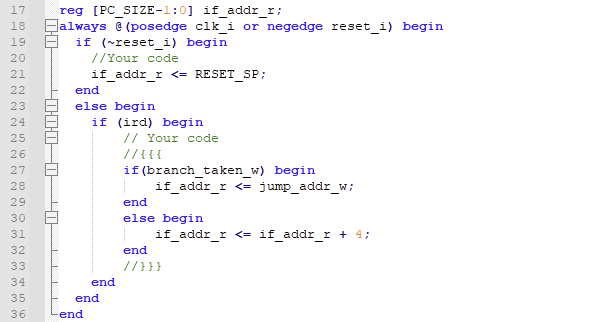 17 reg [PC_SIZE-1:0] if_addr_r;
18 always @(posedge clk_i or negedge reset_i) begin
19 if (~reset_i) begin
20 //Your code
21 if_addr_r <= RESET_SP;
22 end
23 else begin
24 if (ird) begin
25 // Your code
26 //{{{
27 if(branch_taken_w) begin
28 if_addr_r <= jump_addr_w;
29 end
30 else begin
31 if_addr_r <= if_addr_r + 4;
32 end
33 //}}}
34 end
35 end
36 end